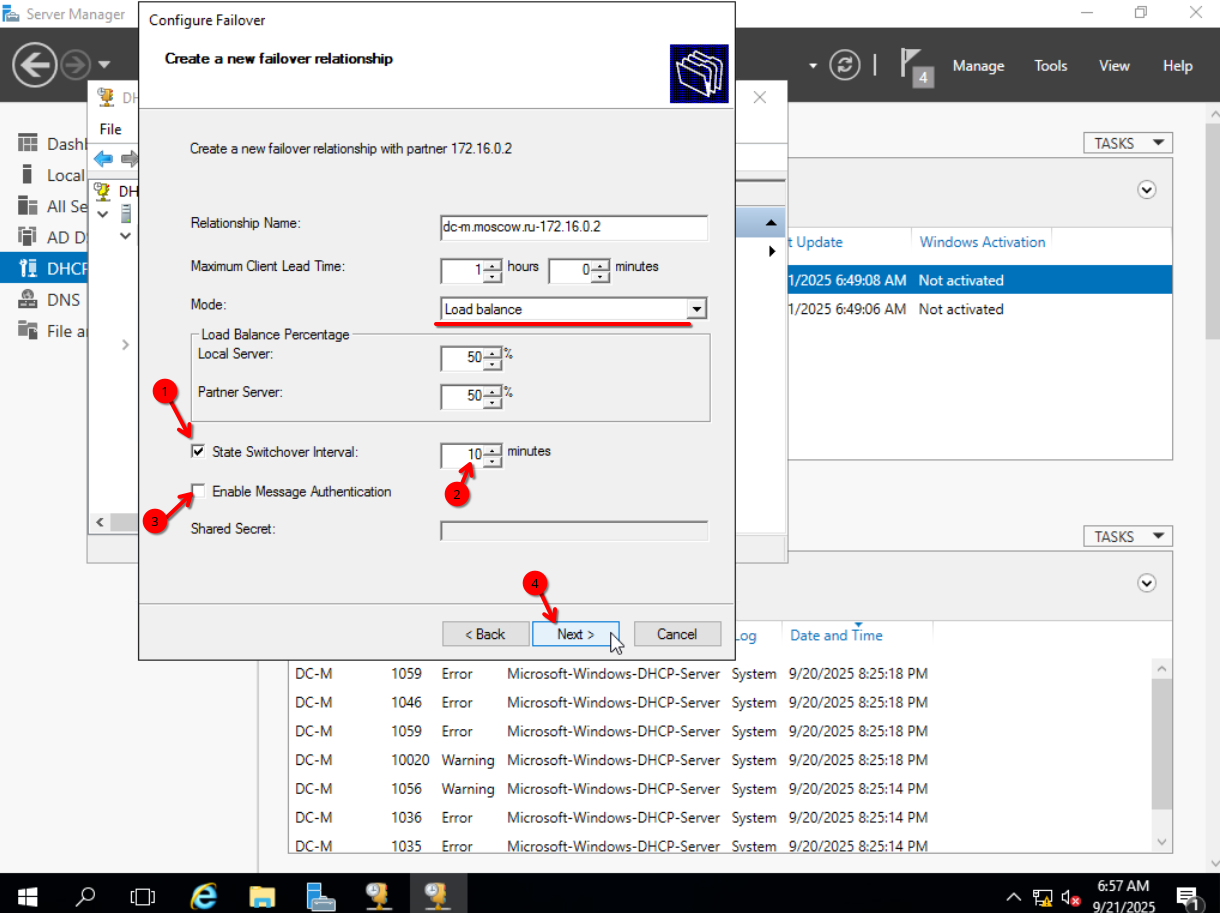 Server Manager
Configure Failover
Create a new failover relationship
4
Manage
Tools
View
Help
DH
File
Dashb
Local
All Se
AD D
DHCP
DNS
File a
DH
TASKS
Create a new failover relationship with partner 172.16.0.2
Relationship Name:
dc-m.moscow.ru-172.16.0.2
Maximum Client Lead Time:
1 hours 0 minutes
Mode:
Load balance
Load Balance Percentage
Local Server:
50 %
Partner Server:
50 %
1
State Switchover Interval:
10 minutes
2
Enable Message Authentication
3
Shared Secret:
4
< Back
Next >
Cancel
t Update Windows Activation
1/2025 6:49:08 AM Not activated
1/2025 6:49:06 AM Not activated
TASKS
Log Date and Time
DC-M 1059 Error Microsoft-Windows-DHCP-Server System 9/20/2025 8:25:18 PM
DC-M 1046 Error Microsoft-Windows-DHCP-Server System 9/20/2025 8:25:18 PM
DC-M 1059 Error Microsoft-Windows-DHCP-Server System 9/20/2025 8:25:18 PM
DC-M 10020 Warning Microsoft-Windows-DHCP-Server System 9/20/2025 8:25:18 PM
DC-M 1056 Warning Microsoft-Windows-DHCP-Server System 9/20/2025 8:25:14 PM
DC-M 1036 Error Microsoft-Windows-DHCP-Server System 9/20/2025 8:25:14 PM
DC-M 1035 Error Microsoft-Windows-DHCP-Server System 9/20/2025 8:25:14 PM
6:57 AM
9/21/2025
1